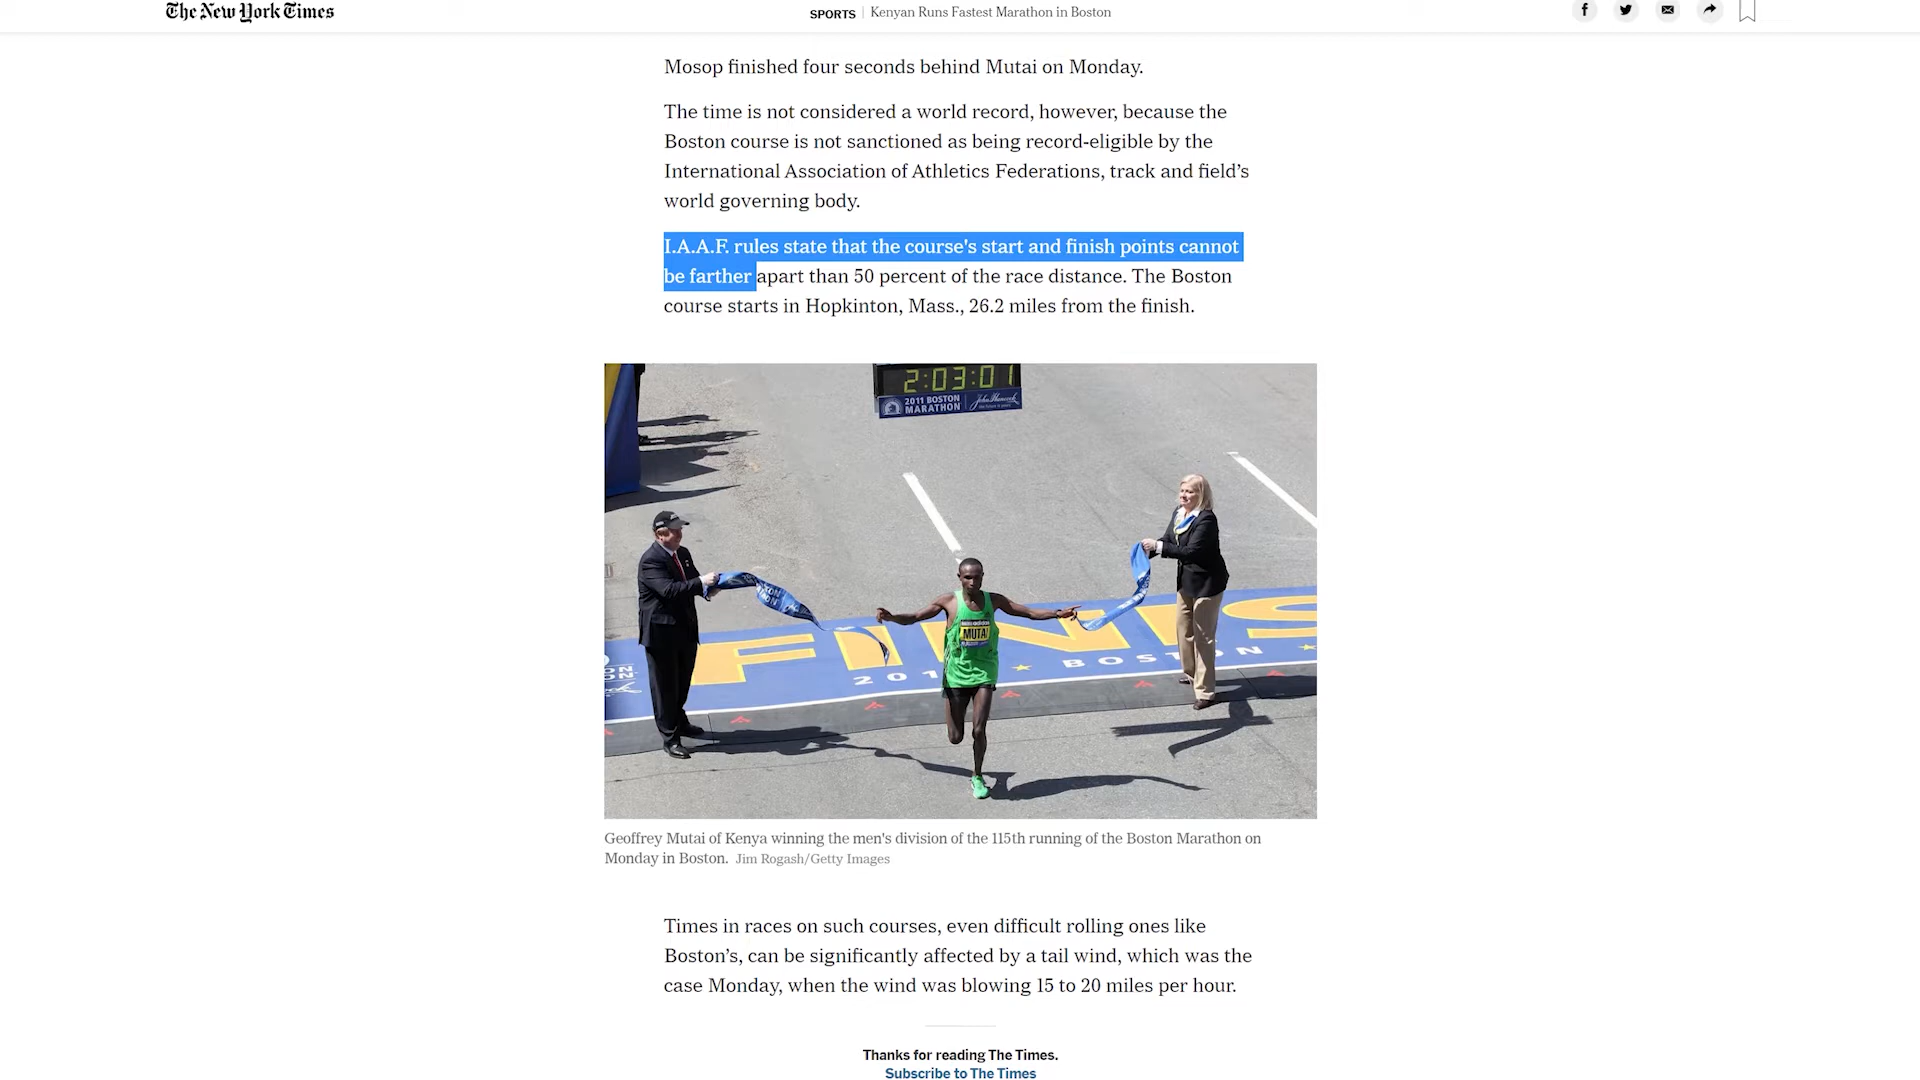 The New York Times
SPORTS | Kenyan Runs Fastest Marathon in Boston
Mosop finished four seconds behind Mutai on Monday.
The time is not considered a world record, however, because the
Boston course is not sanctioned as being record-eligible by the
International Association of Athletics Federations, track and field’s
world governing body.
I.A.A.F. rules state that the course's start and finish points cannot
be farther apart than 50 percent of the race distance. The Boston
course starts in Hopkinton, Mass., 26.2 miles from the finish.
2:03:01
2011 BOSTON
MARATHON
John Hancock
MUTAI
FINIS
201
BOSTON
Geoffrey Mutai of Kenya winning the men's division of the 115th running of the Boston Marathon on
Monday in Boston. Jim Rogash/Getty Images
Times in races on such courses, even difficult rolling ones like
Boston’s, can be significantly affected by a tail wind, which was the
case Monday, when the wind was blowing 15 to 20 miles per hour.
Thanks for reading The Times.
Subscribe to The Times